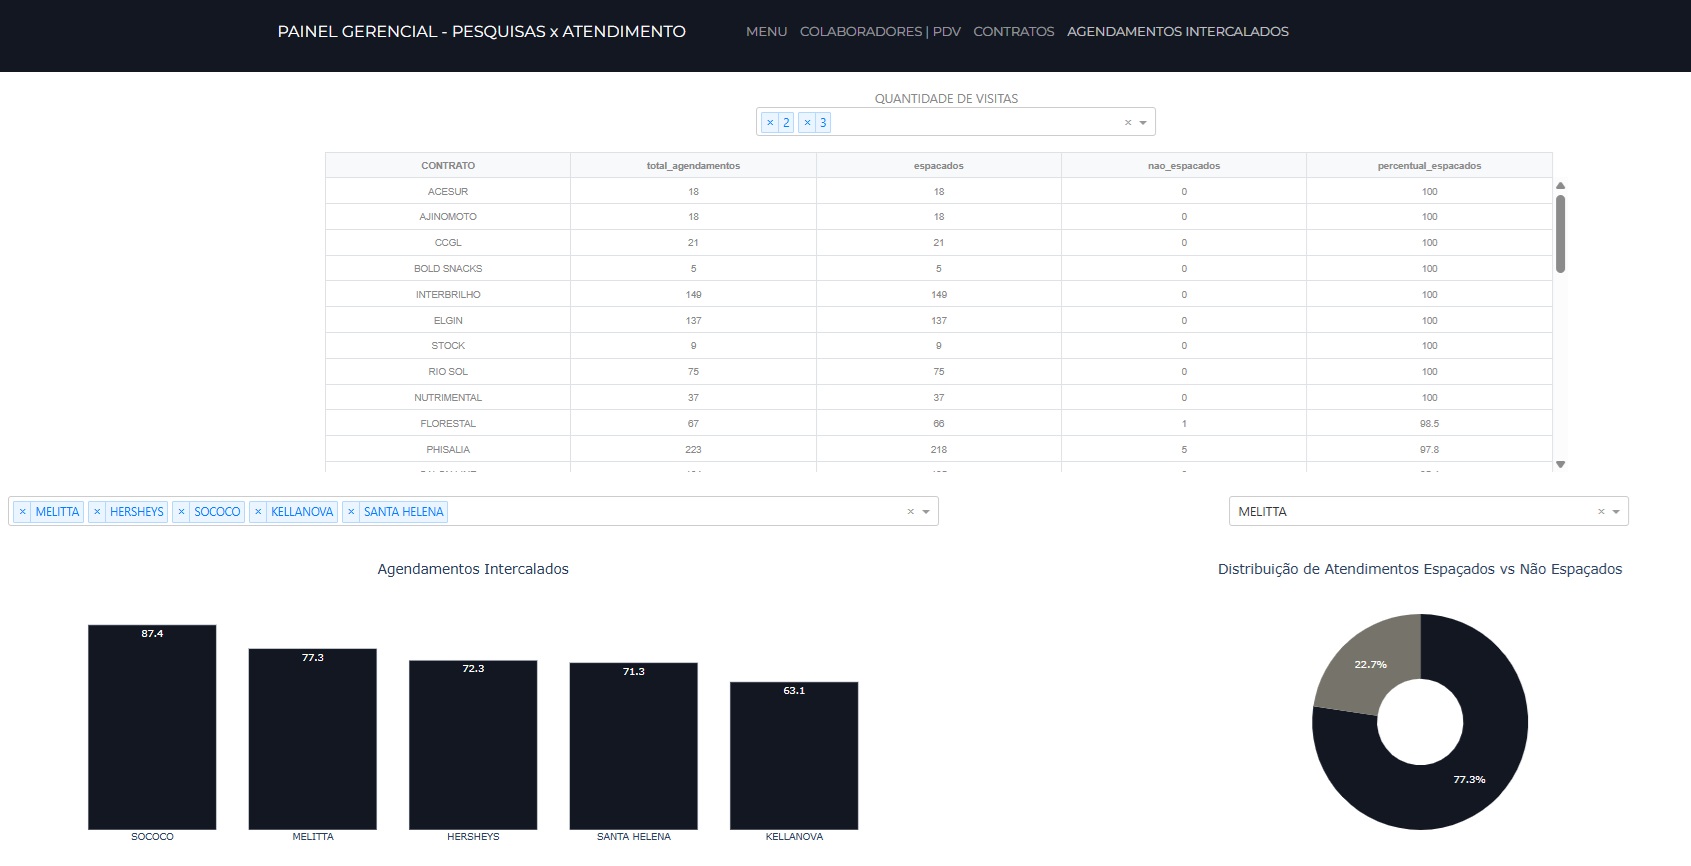 PAINEL GERENCIAL - PESQUISAS x ATENDIMENTO MENU COLABORADORES | PDV CONTRATOS AGENDAMENTOS INTERCALADOS
QUANTIDADE DE VISITAS
× 2 × 3 ×
CONTRATO total_agendamentos espacados nao_espacados percentual_espacados
ACESUR 18 18 0 100
AJINOMOTO 18 18 0 100
CCGL 21 21 0 100
BOLD SNACKS 5 5 0 100
INTERBRILHO 149 149 0 100
ELGIN 137 137 0 100
STOCK 9 9 0 100
RIO SOL 75 75 0 100
NUTRIMENTAL 37 37 0 100
FLORESTAL 67 66 1 98.5
PHISALIA 223 218 5 97.8
× MELITTA × HERSHEYS × SOCOCO × KELLANOVA × SANTA HELENA ×
MELITTA ×
Agendamentos Intercalados
87.4
77.3
72.3
71.3
63.1
SOCOCO MELITTA HERSHEYS SANTA HELENA KELLANOVA
Distribuição de Atendimentos Espaçados vs Não Espaçados
22.7%
77.3%